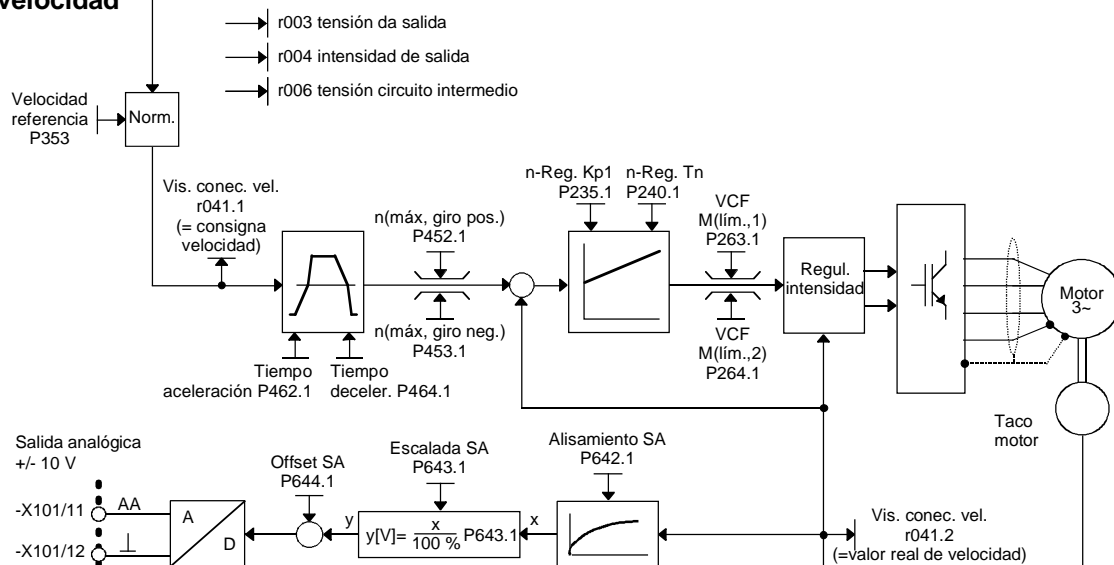 velocidad
r003 tensión da salida
r004 intensidad de salida
r006 tensión circuito intermedio
Velocidad
referencia
P353
Norm.
Vis. conec. vel.
r041.1
(= consigna
velocidad)
n(máx, giro pos.)
P452.1
n(máx, giro neg.)
P453.1
Tiempo
aceleración P462.1
Tiempo
deceler. P464.1
n-Reg. Kp1
P235.1
n-Reg. Tn
P240.1
VCF
M(lím.,1)
P263.1
VCF
M(lím.,2)
P264.1
Regul.
intensidad
Motor
3~
Taco
motor
Salida analógica
+/- 10 V
-X101/11
AA
-X101/12
A
D
Offset SA
P644.1
y
Escalada SA
P643.1
y[V]= x/100 % P643.1
x
Alisamiento SA
P642.1
Vis. conec. vel.
r041.2
(=valor real de velocidad)